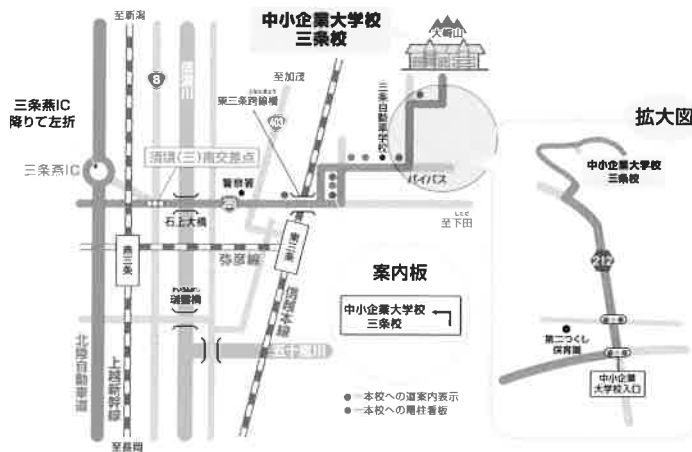 至新潟
中小企業大学校
三条校
大崎山
8
至加茂
東三条跨線橋
403
三条燕IC
降りて左折
三条自動車学校
拡大図
中小企業大学校
三条校
三条燕IC
須頃(三)南交差点
警察署
バイパス
石上大橋
至下田
燕三条
弥彦線
東三条
案内板
中小企業大学校
三条校
212
瑞雲橋
第二つくし
保育園
五十嵐川
北陸自動車道
上越新幹線
中小企業
大学校入口
本校への道案内表示
本校への電柱看板
至長岡